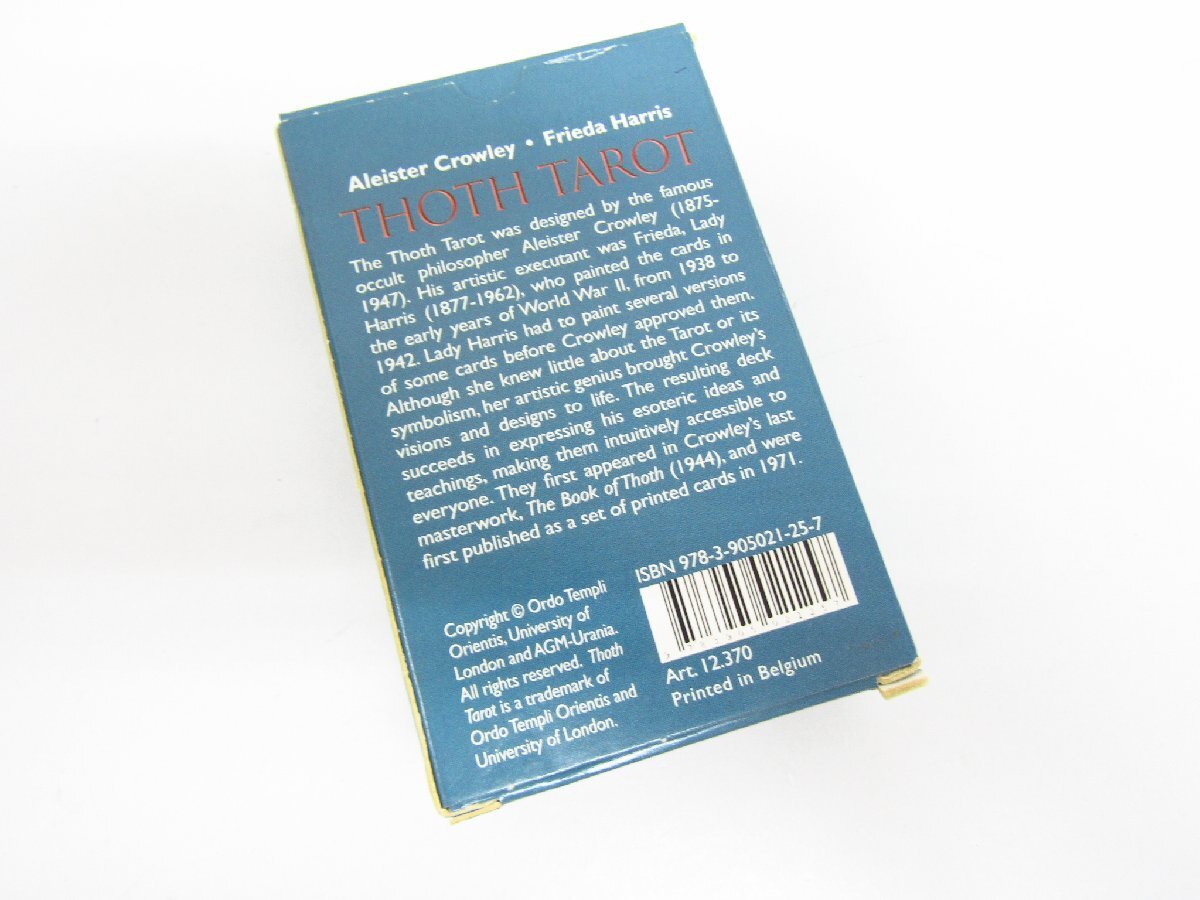 Aleister Crowley • Frieda Harris
THOTH TAROT
The Thoth Tarot was designed by the famous
occult philosopher Aleister Crowley (1875-
1947). His artistic executant was Frieda, Lady
Harris (1877-1962), who painted the cards in
the early years of World War II, from 1938 to
1942. Lady Harris had to paint several versions
of some cards before Crowley approved them.
Although she knew little about the Tarot or its
symbolism, her artistic genius brought Crowley's
visions and designs to life. The resulting deck
succeeds in expressing his esoteric ideas and
teachings, making them intuitively accessible to
everyone. They first appeared in Crowley's last
masterwork, The Book of Thoth (1944), and were
first published as a set of printed cards in 1971.
Copyright © Ordo Templi
Orientis, University of
London and AGM-Urania.
All rights reserved. Thoth
Tarot is a trademark of
Ordo Templi Orientis and
University of London.
ISBN 978-3-905021-25-7
Art. 12.370
Printed in Belgium